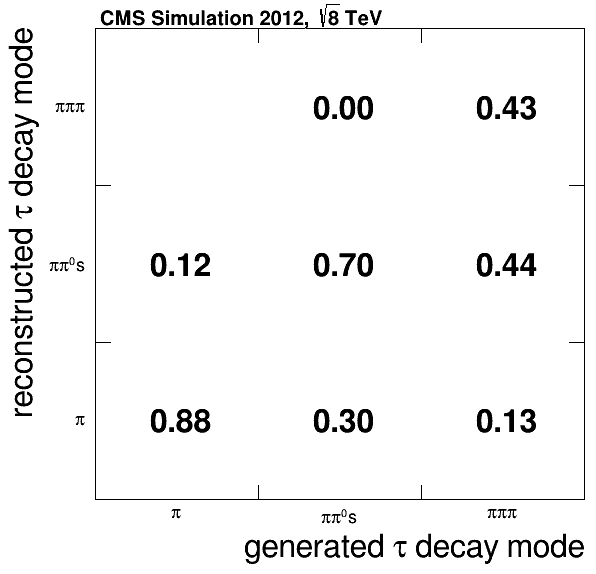 CMS Simulation 2012, √8 TeV
reconstructed τ decay mode
πππ
0.00 0.43
ππ⁰s
0.12 0.70 0.44
π
0.88 0.30 0.13
π ππ⁰s πππ
generated τ decay mode